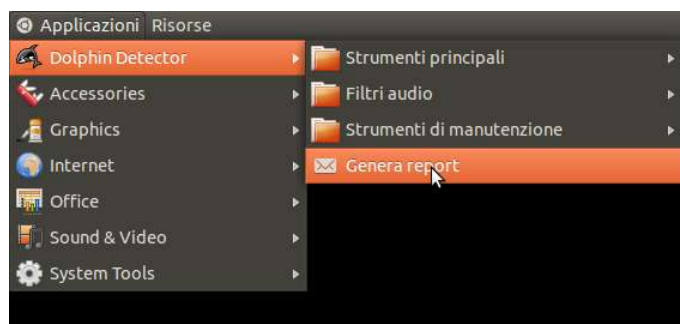 Applicazioni Risorse
Dolphin Detector
Accessories
Graphics
Internet
Office
Sound & Video
System Tools
Strumenti principali
Filtri audio
Strumenti di manutenzione
Genera report